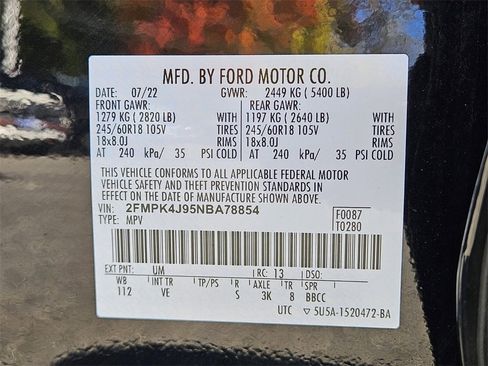 MFD. BY FORD MOTOR CO.
DATE: 07/22 GVWR: 2449 KG ( 5400 LB)
FRONT GAWR: REAR GAWR:
1279 KG ( 2820 LB) WITH 1197 KG ( 2640 LB) WITH
245/60R18 105V TIRES 245/60R18 105V TIRES
18x8.0J RIMS 18x8.0J RIMS
AT 240 kPa/ 35 PSI COLD AT 240 kPa/ 35 PSI COLD
THIS VEHICLE CONFORMS TO ALL APPLICABLE FEDERAL MOTOR
VEHICLE SAFETY AND THEFT PREVENTION STANDARDS IN
EFFECT ON THE DATE OF MANUFACTURE SHOWN ABOVE.
VIN: 2FMPK4J95NBA78854 F0087
TYPE: MPV T0280
EXT PNT: UM RC: 13 DSO:
WB INT TR TP/PS R AXLE TR SPR
112 VE S 3K 8 BBCC
UTC ▽ 5U5A-1520472-BA